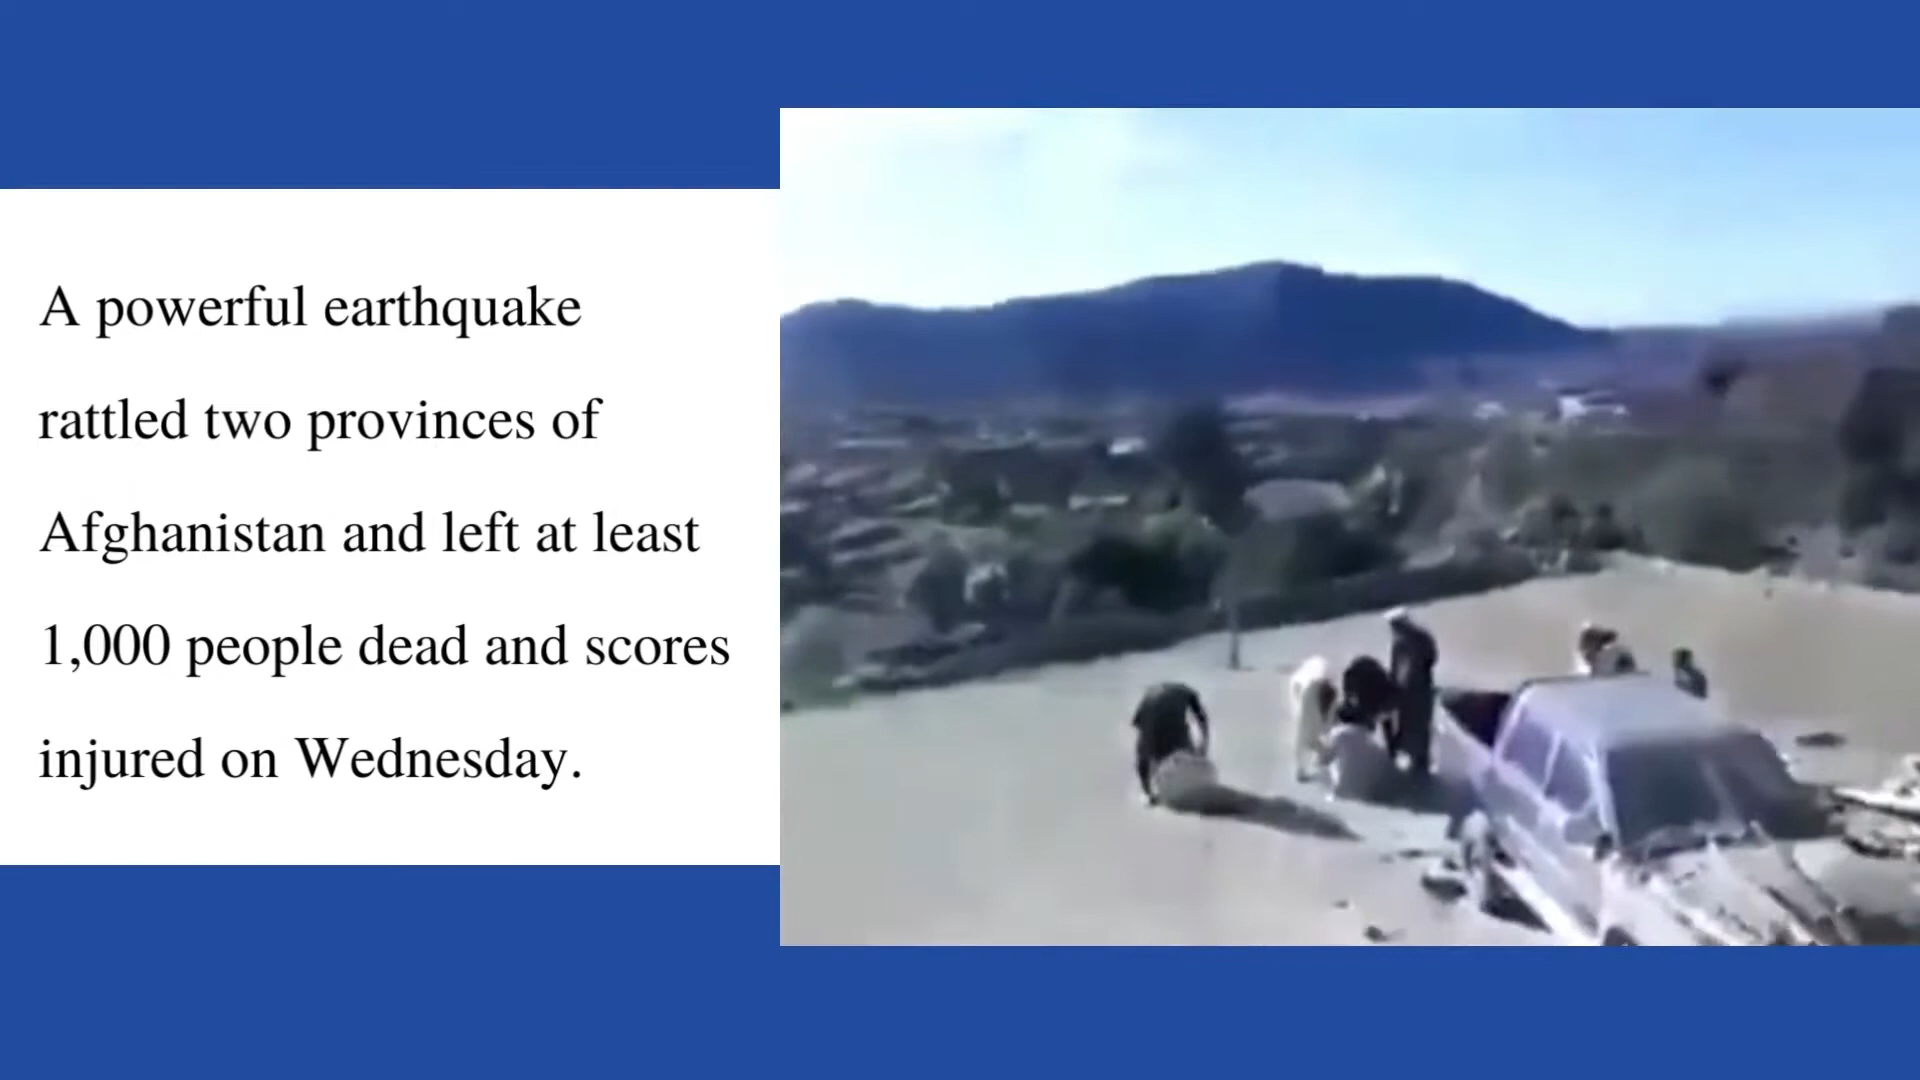 A powerful earthquake
rattled two provinces of
Afghanistan and left at least
1,000 people dead and scores
injured on Wednesday.